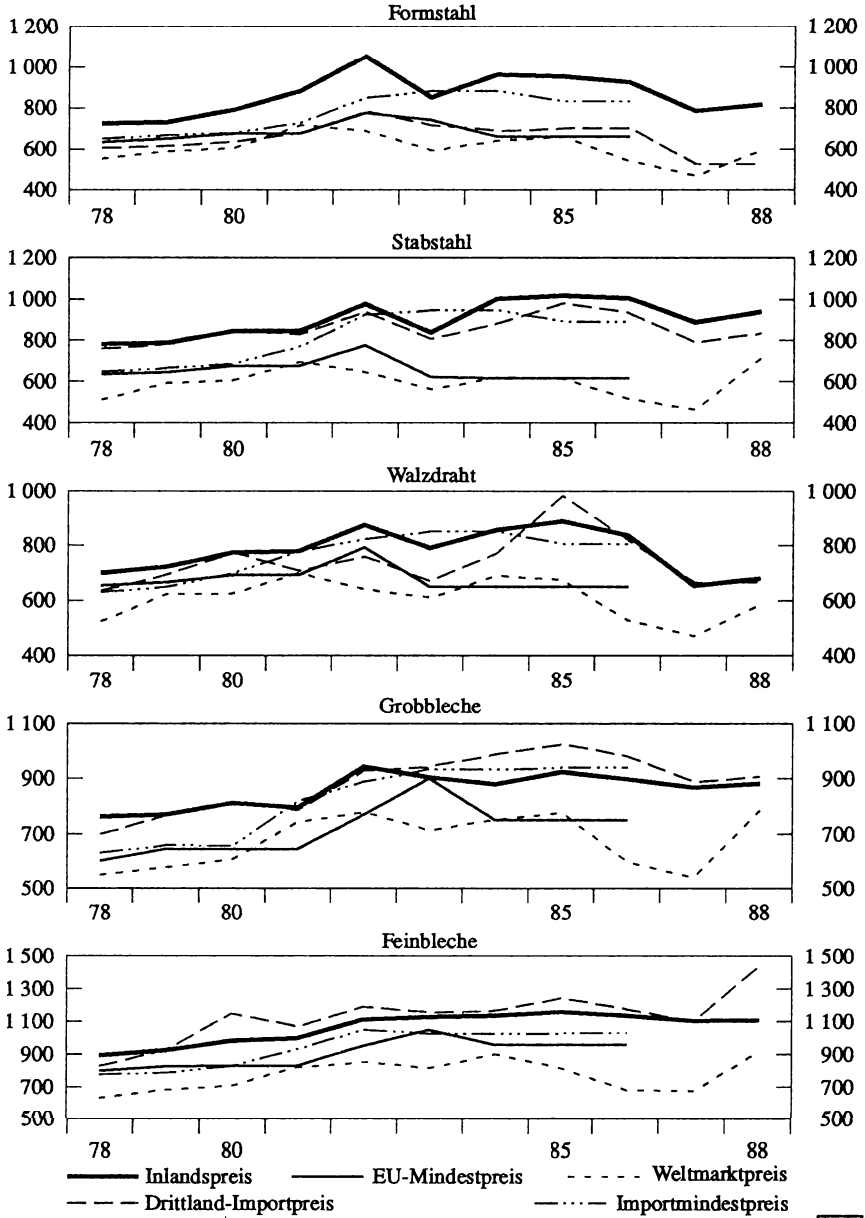 Formstahl
1 200 1 200
1 000 1 000
800 800
600 600
400 400
78 80 85 88
Stabstahl
1 200 1 200
1 000 1 000
800 800
600 600
400 400
78 80 85 88
Walzdraht
1 000 1 000
800 800
600 600
400 400
78 80 85 88
Grobbleche
1 100 1 100
900 900
700 700
500 500
78 80 85 88
Feinbleche
1 500 1 500
1 300 1 300
1 100 1 100
900 900
700 700
500 500
78 80 85 88
Inlandspreis EU-Mindestpreis Weltmarktpreis
Drittland-Importpreis Importmindestpreis